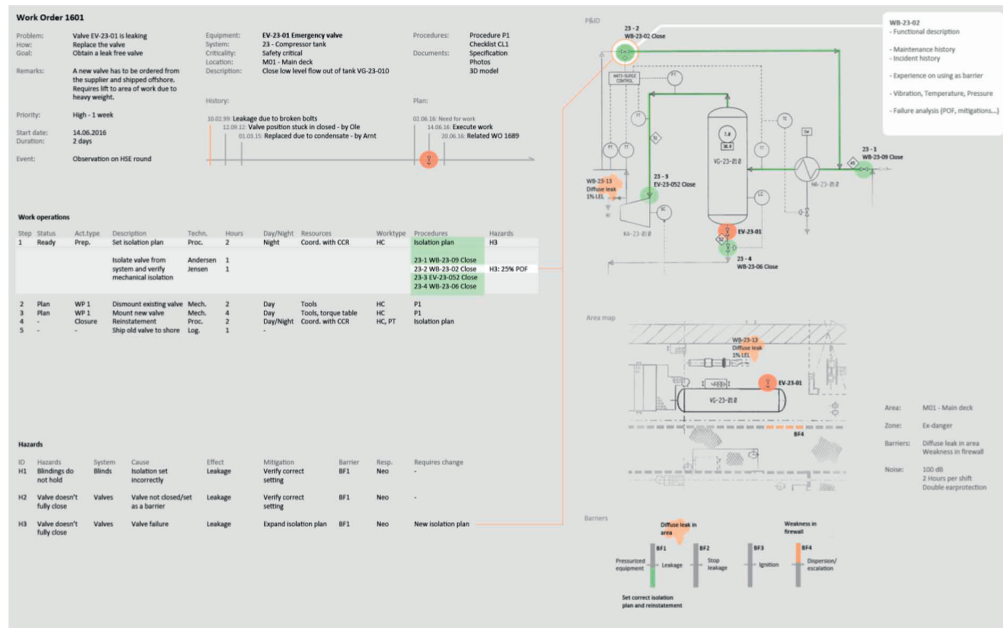 Work Order 1601
Problem: Valve EV-23-01 is leaking
How: Replace the valve
Goal: Obtain a leak free valve
Remarks: A new valve has to be ordered from
the supplier and shipped offshore.
Requires lift to area of work due to
heavy weight.
Priority: High - 1 week
Start date: 14.06.2016
Duration: 2 days
Event: Observation on HSE round
Equipment: EV-23-01 Emergency valve
System: 23 - Compressor tank
Criticality: Safety critical
Location: M01 - Main deck
Description: Close low level flow out of tank VG-23-010
Procedures: Procedure P1
Checklist CL1
Documents: Specification
Photos
3D model
History:
10.02.99: Leakage due to broken bolts
12.09.12: Valve position stuck in closed - by Ole
01.03.15: Replaced due to condensate - by Arnt
Plan:
02.06.16: Need for work
14.06.16: Execute work
20.06.16: Related WO 1689
Work operations
Step Status Act.type Description Techn. Hours Day/Night Resources Worktype Procedures Hazards
1 Ready Prep. Set isolation plan Proc. 2 Night Coord. with CCR HC Isolation plan H3
Isolate valve from Andersen 1 23-1 WB-23-09 Close
system and verify Jensen 1 23-2 WB-23-02 Close H3: 25% POF
mechanical isolation 23-3 EV-23-052 Close
23-4 WB-23-06 Close
2 Plan WP 1 Dismount existing valve Mech. 2 Day Tools HC P1
3 Plan WP 1 Mount new valve Mech. 4 Day Tools, torque table HC P1
4 - Closure Reinstatement Proc. 2 Day/Night Coord. with CCR HC, PT Isolation plan
5 - - Ship old valve to shore Log. 1 -
Hazards
ID Hazards System Cause Effect Mitigation Barrier Resp. Requires change
H1 Blindings do Blinds Isolation set Leakage Verify correct BF1 Neo -
not hold incorrectly setting
H2 Valve doesn't Valves Valve not closed/set Leakage Verify correct BF1 Neo -
fully close as a barrier setting
H3 Valve doesn't Valves Valve failure Leakage Expand isolation plan BF1 Neo New isolation plan
fully close
P&ID
23 - 2
WB-23-02 Close
ANTI-SURGE
CONTROL
VG-23-010
23 - 1
WB-23-09 Close
23 - 3
EV-23-052 Close
WB-23-13
Diffuse leak
1% LEL
EV-23-01
23 - 4
WB-23-06 Close
WB-23-02
- Functional description
- Maintenance history
- Incident history
- Experience on using as barrier
- Vibration, Temperature, Pressure
- Failure analysis (POF, mitigations...)
Area map
WB-23-13
Diffuse leak
1% LEL
EV-23-01
VG-23-010
BF4
Area: M01 - Main deck
Zone: Ex-danger
Barriers: Diffuse leak in area
Weakness in firewall
Noise: 100 dB
2 Hours per shift
Double earprotection
Barriers
Diffuse leak in
area
Weakness in
firewall
BF1 BF2 BF3 BF4
Pressurized
equipment
Leakage
Stop
leakage
Ignition
Dispersion/
escalation
Set correct isolation
plan and reinstatement